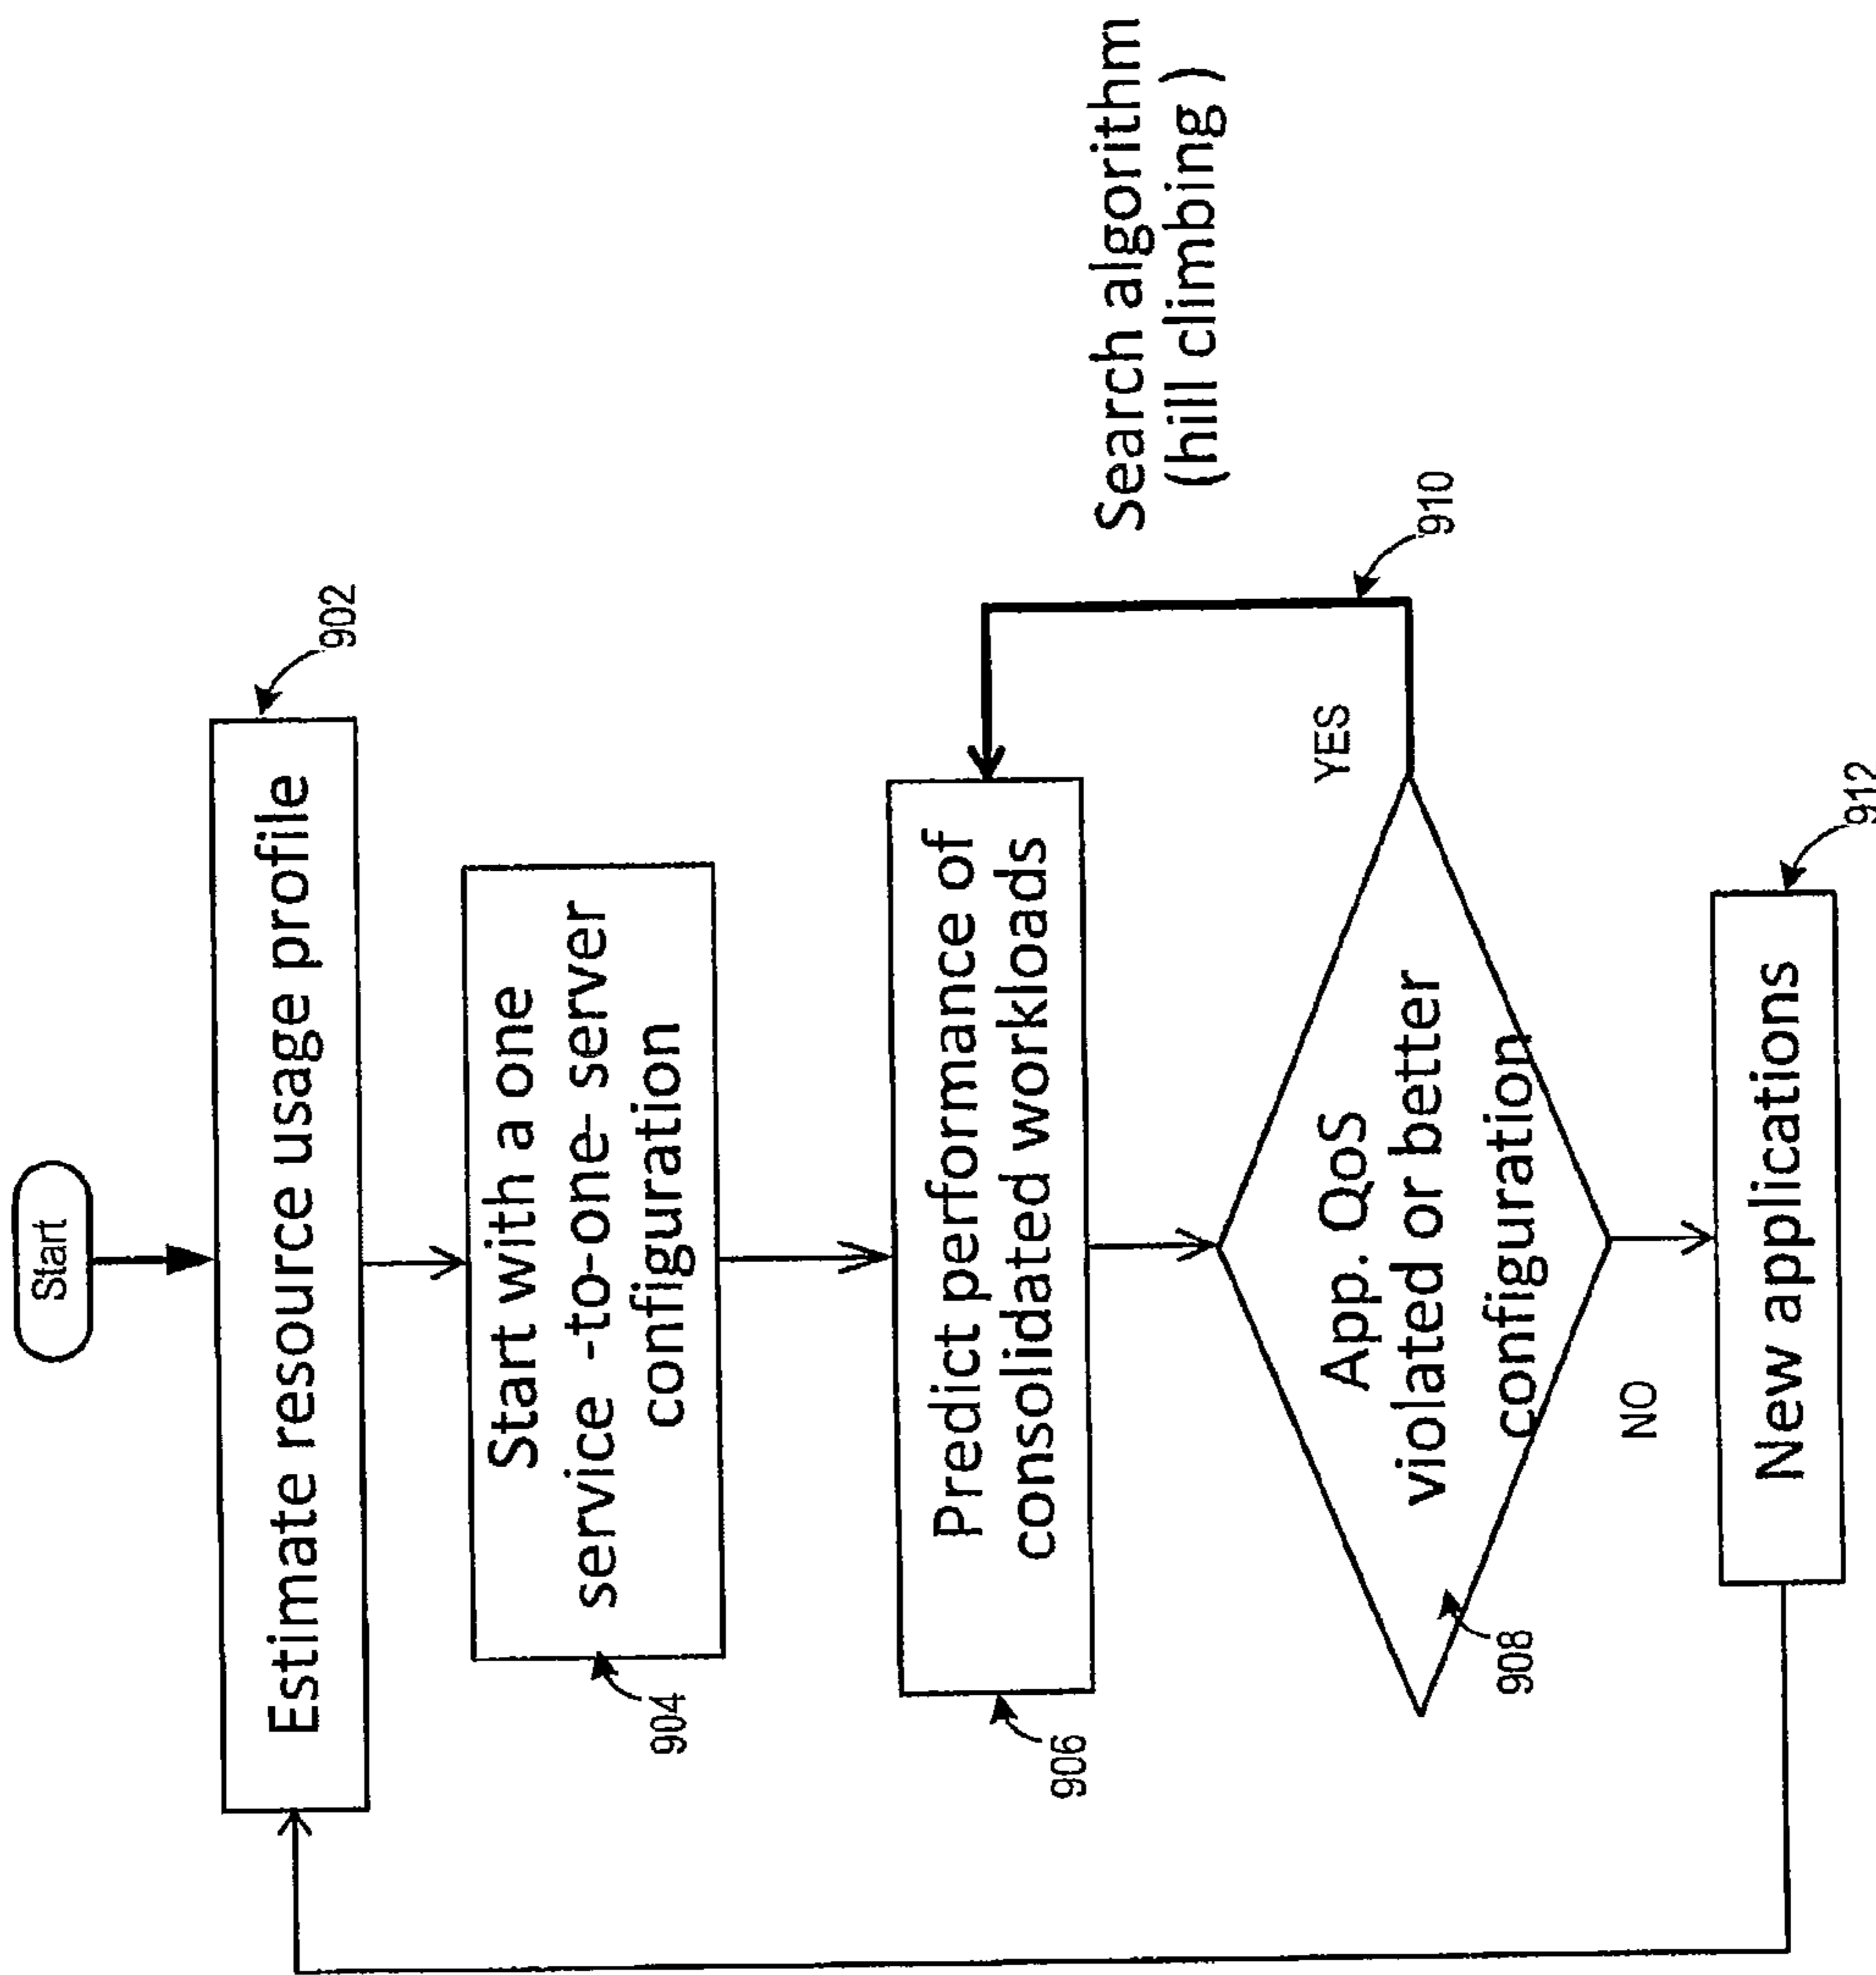 Start
Estimate resource usage profile
902
Start with a one
service -to-one- server
configuration
904
Predict performance of
consolidated workloads
906
Search algorithm
(hill climbing )
910
YES
App. QoS
violated or better
configuration
908
NO
New applications
912